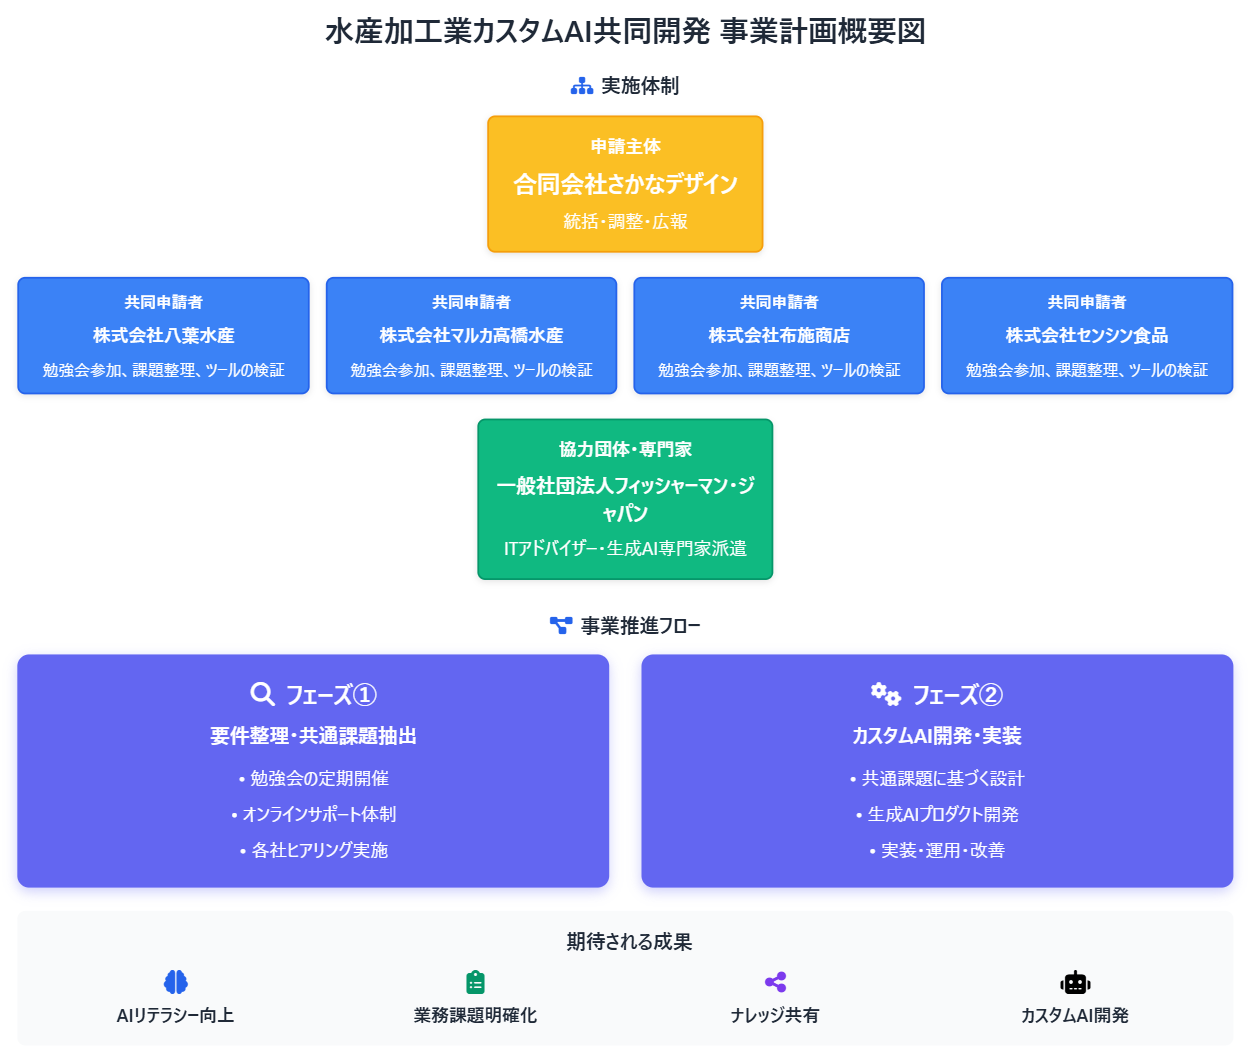 水産加工業カスタムAI共同開発 事業計画概要図
実施体制
申請主体
合同会社さかなデザイン
統括・調整・広報
共同申請者
株式会社八葉水産
勉強会参加、課題整理、ツールの検証
共同申請者
株式会社マルカ高橋水産
勉強会参加、課題整理、ツールの検証
共同申請者
株式会社布施商店
勉強会参加、課題整理、ツールの検証
共同申請者
株式会社センシン食品
勉強会参加、課題整理、ツールの検証
協力団体・専門家
一般社団法人フィッシャーマン・ジ
ャパン
ITアドバイザー・生成AI専門家派遣
事業推進フロー
フェーズ①
要件整理・共通課題抽出
• 勉強会の定期開催
• オンラインサポート体制
• 各社ヒアリング実施
フェーズ②
カスタムAI開発・実装
• 共通課題に基づく設計
• 生成AIプロダクト開発
• 実装・運用・改善
期待される成果
AIリテラシー向上
業務課題明確化
ナレッジ共有
カスタムAI開発